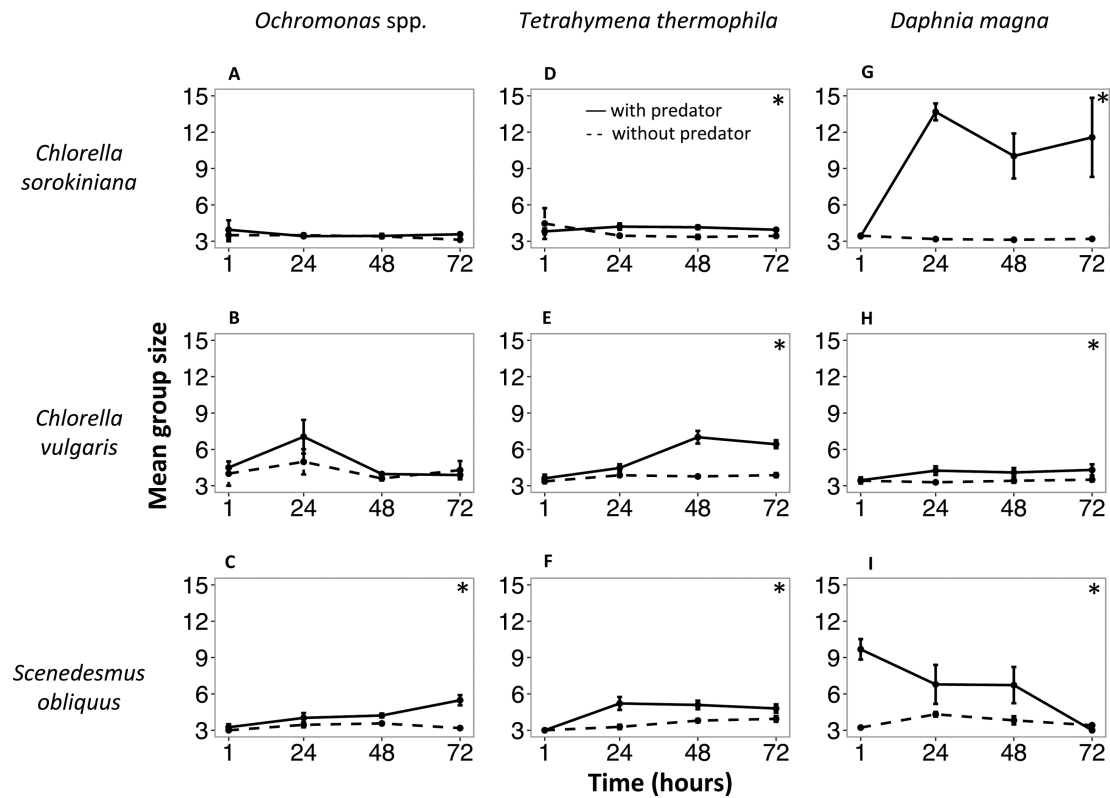 Ochromonas spp.
Tetrahymena thermophila
Daphnia magna
Chlorella
sorokiniana
A
15
12
9
6
3
1 24 48 72
D
*
with predator
without predator
15
12
9
6
3
1 24 48 72
G
*
15
12
9
6
3
1 24 48 72
Mean group size
Chlorella
vulgaris
B
15
12
9
6
3
1 24 48 72
E
*
15
12
9
6
3
1 24 48 72
H
*
15
12
9
6
3
1 24 48 72
Scenedesmus
obliquus
C
*
15
12
9
6
3
1 24 48 72
F
*
15
12
9
6
3
1 24 48 72
I
*
15
12
9
6
3
1 24 48 72
Time (hours)